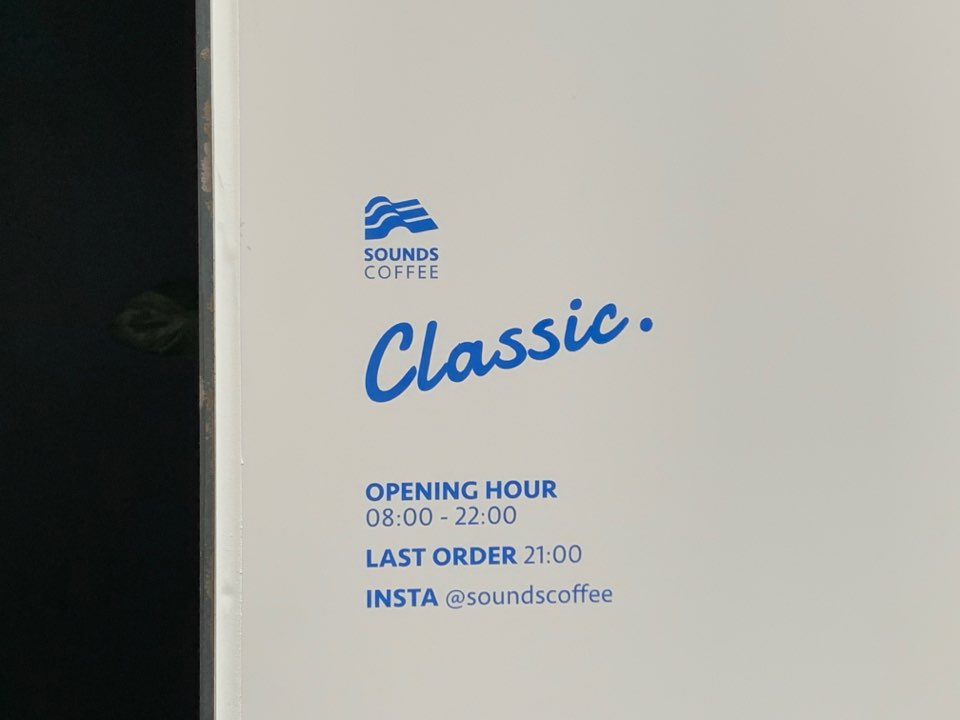 SOUNDS
COFFEE
Classic.
OPENING HOUR
08:00 - 22:00
LAST ORDER 21:00
INSTA @soundscoffee